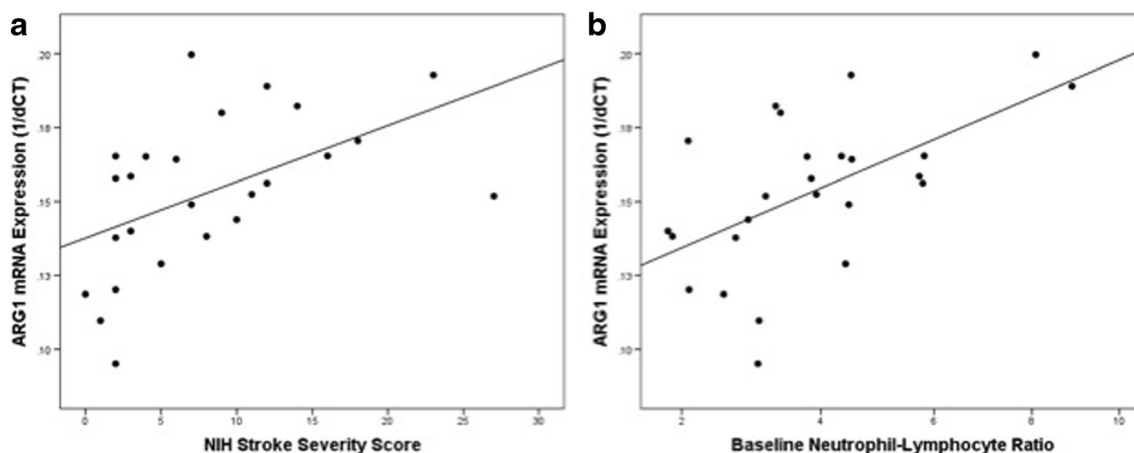 a
ARG1 mRNA Expression (1/dCT)
.20
.18
.15
.13
.10
0 5 10 15 20 25 30
NIH Stroke Severity Score
b
ARG1 mRNA Expression (1/dCT)
.20
.18
.15
.13
.10
2 4 6 8 10
Baseline Neutrophil-Lymphocyte Ratio